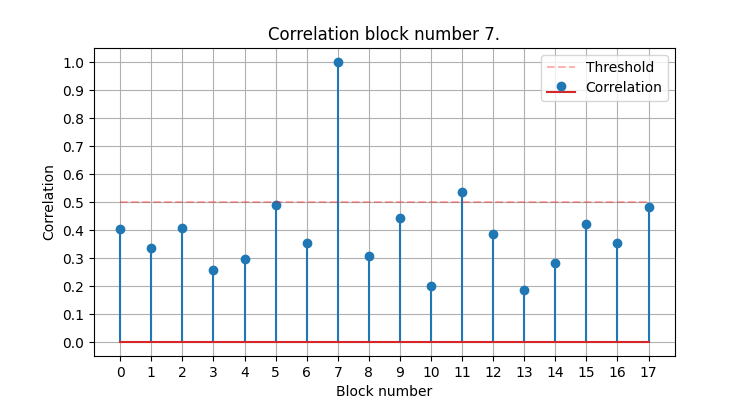 Correlation block number 7.
Threshold
Correlation
Correlation
1.0
0.9
0.8
0.7
0.6
0.5
0.4
0.3
0.2
0.1
0.0
0 1 2 3 4 5 6 7 8 9 10 11 12 13 14 15 16 17
Block number